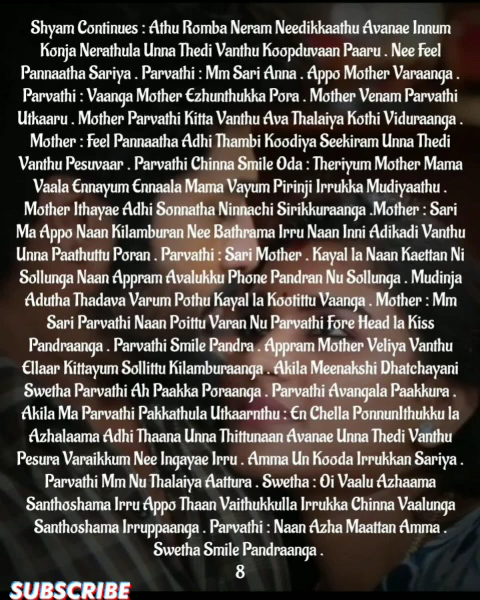 Shyam Continues : Athu Romba Neram Needikkaathu Avanae Innum
Konja Nerathula Unna Thedi Vanthu Koopduvaan Paaru . Nee Feel
Pannaatha Sariya . Parvathi : Mm Sari Anna . Appo Mother Varaanga .
Parvathi : Vaanga Mother Ezhunthukka Pora . Mother Venam Parvathi
Utkaaru . Mother Parvathi Kitta Vanthu Ava Thalaiya Kothi Viduraanga .
Mother : Feel Pannaatha Adhi Thambi Koodiya Seekiram Unna Thedi
Vanthu Pesuvaar . Parvathi Chinna Smile Oda : Theriyum Mother Mama
Vaala Ennayum Ennaala Mama Vayum Pirinji Irrukka Mudiyaathu .
Mother Ithayae Adhi Sonnatha Ninnachi Sirikkuraanga .Mother : Sari
Ma Appo Naan Kilamburan Nee Bathrama Irru Naan Inni Adikadi Vanthu
Unna Paathuttu Poran . Parvathi : Sari Mother . Kayal la Naan Kaettan Ni
Sollunga Naan Appram Avalukku Phone Pandran Nu Sollunga . Mudinja
Adutha Thadava Varum Pothu Kayal la Kootittu Vaanga . Mother : Mm
Sari Parvathi Naan Poittu Varan Nu Parvathi Fore Head la Kiss
Pandraanga . Parvathi Smile Pandra . Appram Mother Veliya Vanthu
Ellaar Kittayum Sollittu Kilamburaanga . Akila Meenakshi Dhatchayani
Swetha Parvathi Ah Paakka Poraanga . Parvathi Avangala Paakkura .
Akila Ma Parvathi Pakkathula Utkaarnthu : En Chella PonnunIthukku la
Azhalaama Adhi Thaana Unna Thittunaan Avanae Unna Thedi Vanthu
Pesura Varaikkum Nee Ingayae Irru . Amma Un Kooda Irrukkan Sariya .
Parvathi Mm Nu Thalaiya Aattura . Swetha : Oi Vaalu Azhaama
Santhoshama Irru Appo Thaan Vaithukkulla Irrukka Chinna Vaalunga
Santhoshama Irruppaanga . Parvathi : Naan Azha Maattan Amma .
Swetha Smile Pandraanga .
8
SUBSCRIBE